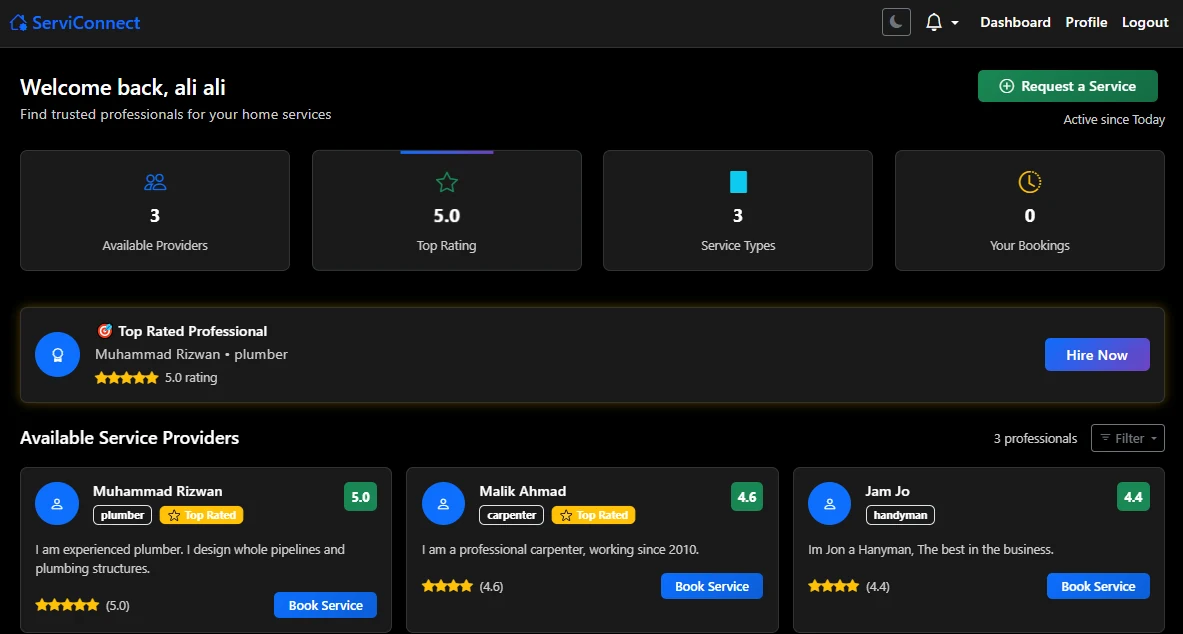 ServiConnect
Dashboard Profile Logout
Welcome back, ali ali
Find trusted professionals for your home services
Request a Service
Active since Today
3
Available Providers
5.0
Top Rating
3
Service Types
0
Your Bookings
Top Rated Professional
Muhammad Rizwan • plumber
5.0 rating
Hire Now
Available Service Providers
3 professionals
Filter
Muhammad Rizwan
plumber
Top Rated
5.0
I am experienced plumber. I design whole pipelines and
plumbing structures.
(5.0)
Book Service
Malik Ahmad
carpenter
Top Rated
4.6
I am a professional carpenter, working since 2010.
(4.6)
Book Service
Jam Jo
handyman
4.4
Im Jon a Hanyman, The best in the business.
(4.4)
Book Service